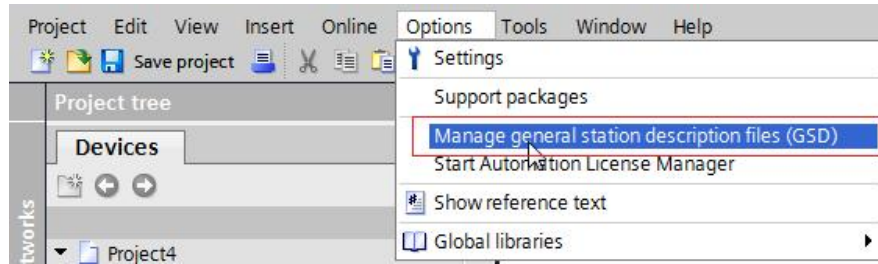 Project Edit View Insert Online Options Tools Window Help
Save project
Settings
Support packages
Project tree
Manage general station description files (GSD)
Devices
Start Automation License Manager
Show reference text
Global libraries
Project4